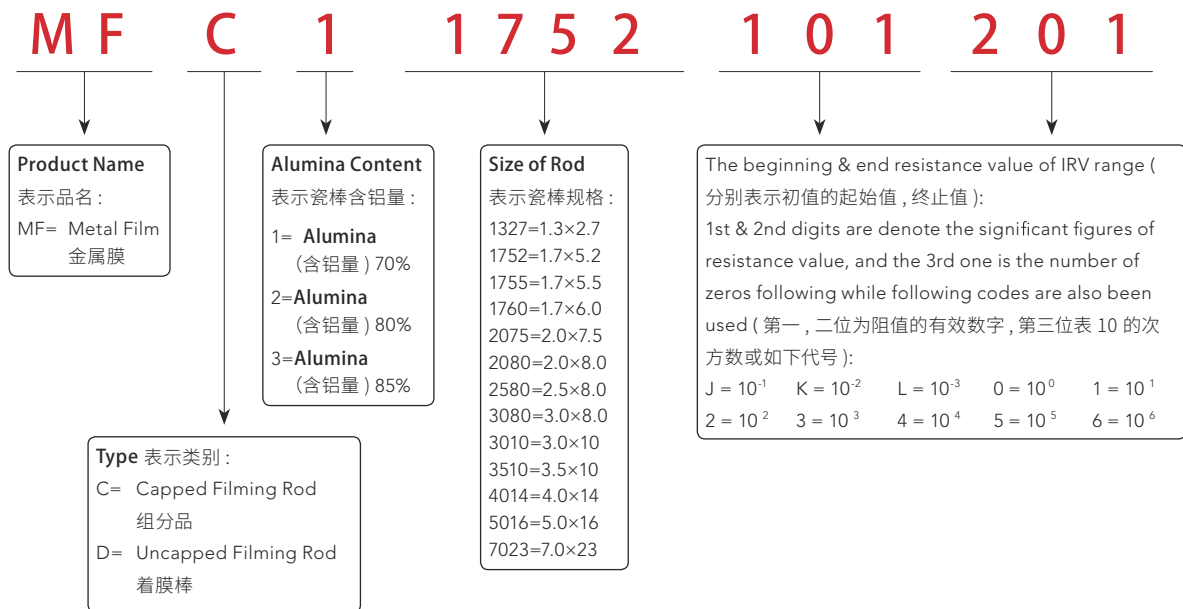 MF C 1 1752 101 201
Product Name
表示品名 :
MF= Metal Film
金属膜
Alumina Content
表示瓷棒含铝量 :
1= Alumina
(含铝量 ) 70%
2=Alumina
(含铝量 ) 80%
3=Alumina
(含铝量 ) 85%
Size of Rod
表示瓷棒规格 :
1327=1.3×2.7
1752=1.7×5.2
1755=1.7×5.5
1760=1.7×6.0
2075=2.0×7.5
2080=2.0×8.0
2580=2.5×8.0
3080=3.0×8.0
3010=3.0×10
3510=3.5×10
4014=4.0×14
5016=5.0×16
7023=7.0×23
The beginning & end resistance value of IRV range (
分别表示初值的起始值 , 终止值 ):
1st & 2nd digits are denote the significant figures of
resistance value, and the 3rd one is the number of
zeros following while following codes are also been
used ( 第一 , 二位为阻值的有效数字 , 第三位表 10 的次
方数或如下代号 ):
J = 10⁻¹ K = 10⁻² L = 10⁻³ 0 = 10⁰ 1 = 10¹
2 = 10² 3 = 10³ 4 = 10⁴ 5 = 10⁵ 6 = 10⁶
Type 表示类别 :
C= Capped Filming Rod
组分品
D= Uncapped Filming Rod
着膜棒